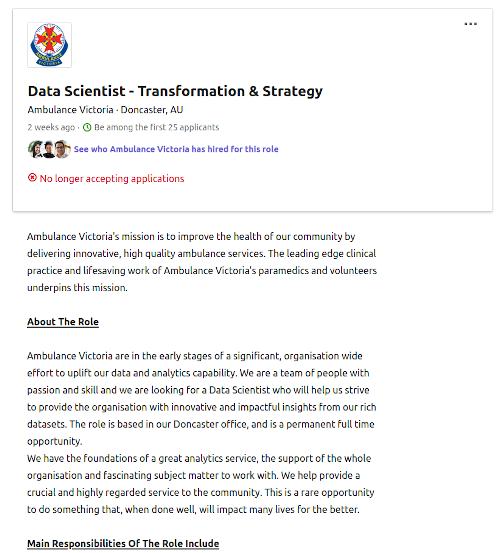 Data Scientist - Transformation & Strategy
Ambulance Victoria · Doncaster, AU
2 weeks ago · Be among the first 25 applicants
See who Ambulance Victoria has hired for this role
No longer accepting applications
Ambulance Victoria's mission is to improve the health of our community by
delivering innovative, high quality ambulance services. The leading edge clinical
practice and lifesaving work of Ambulance Victoria's paramedics and volunteers
underpins this mission.
About The Role
Ambulance Victoria are in the early stages of a significant, organisation wide
effort to uplift our data and analytics capability. We are a team of people with
passion and skill and we are looking for a Data Scientist who will help us strive
to provide the organisation with innovative and impactful insights from our rich
datasets. The role is based in our Doncaster office, and is a permanent full time
opportunity.
We have the foundations of a great analytics service, the support of the whole
organisation and fascinating subject matter to work with. We help provide a
crucial and highly regarded service to the community. This is a rare opportunity
to do something that, when done well, will impact many lives for the better.
Main Responsibilities Of The Role Include